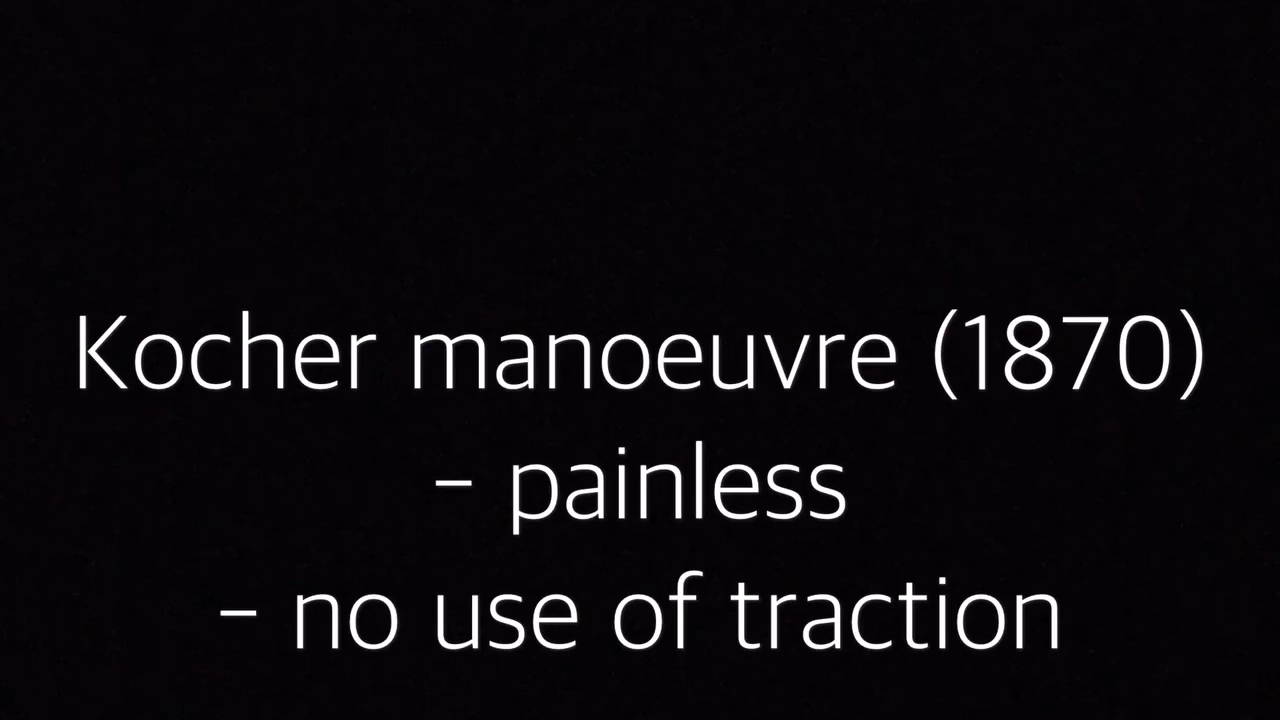 Kocher manoeuvre (1870)
- painless
- no use of traction